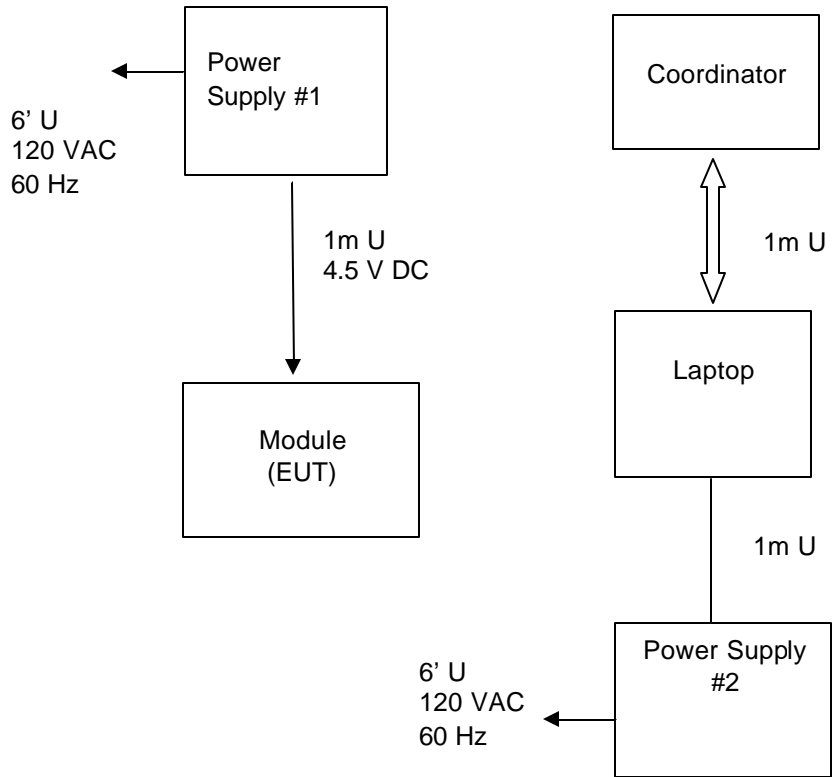 Power
Supply #1
6’ U
120 VAC
60 Hz
1m U
4.5 V DC
Module
(EUT)
Coordinator
1m U
Laptop
1m U
Power Supply
#2
6’ U
120 VAC
60 Hz